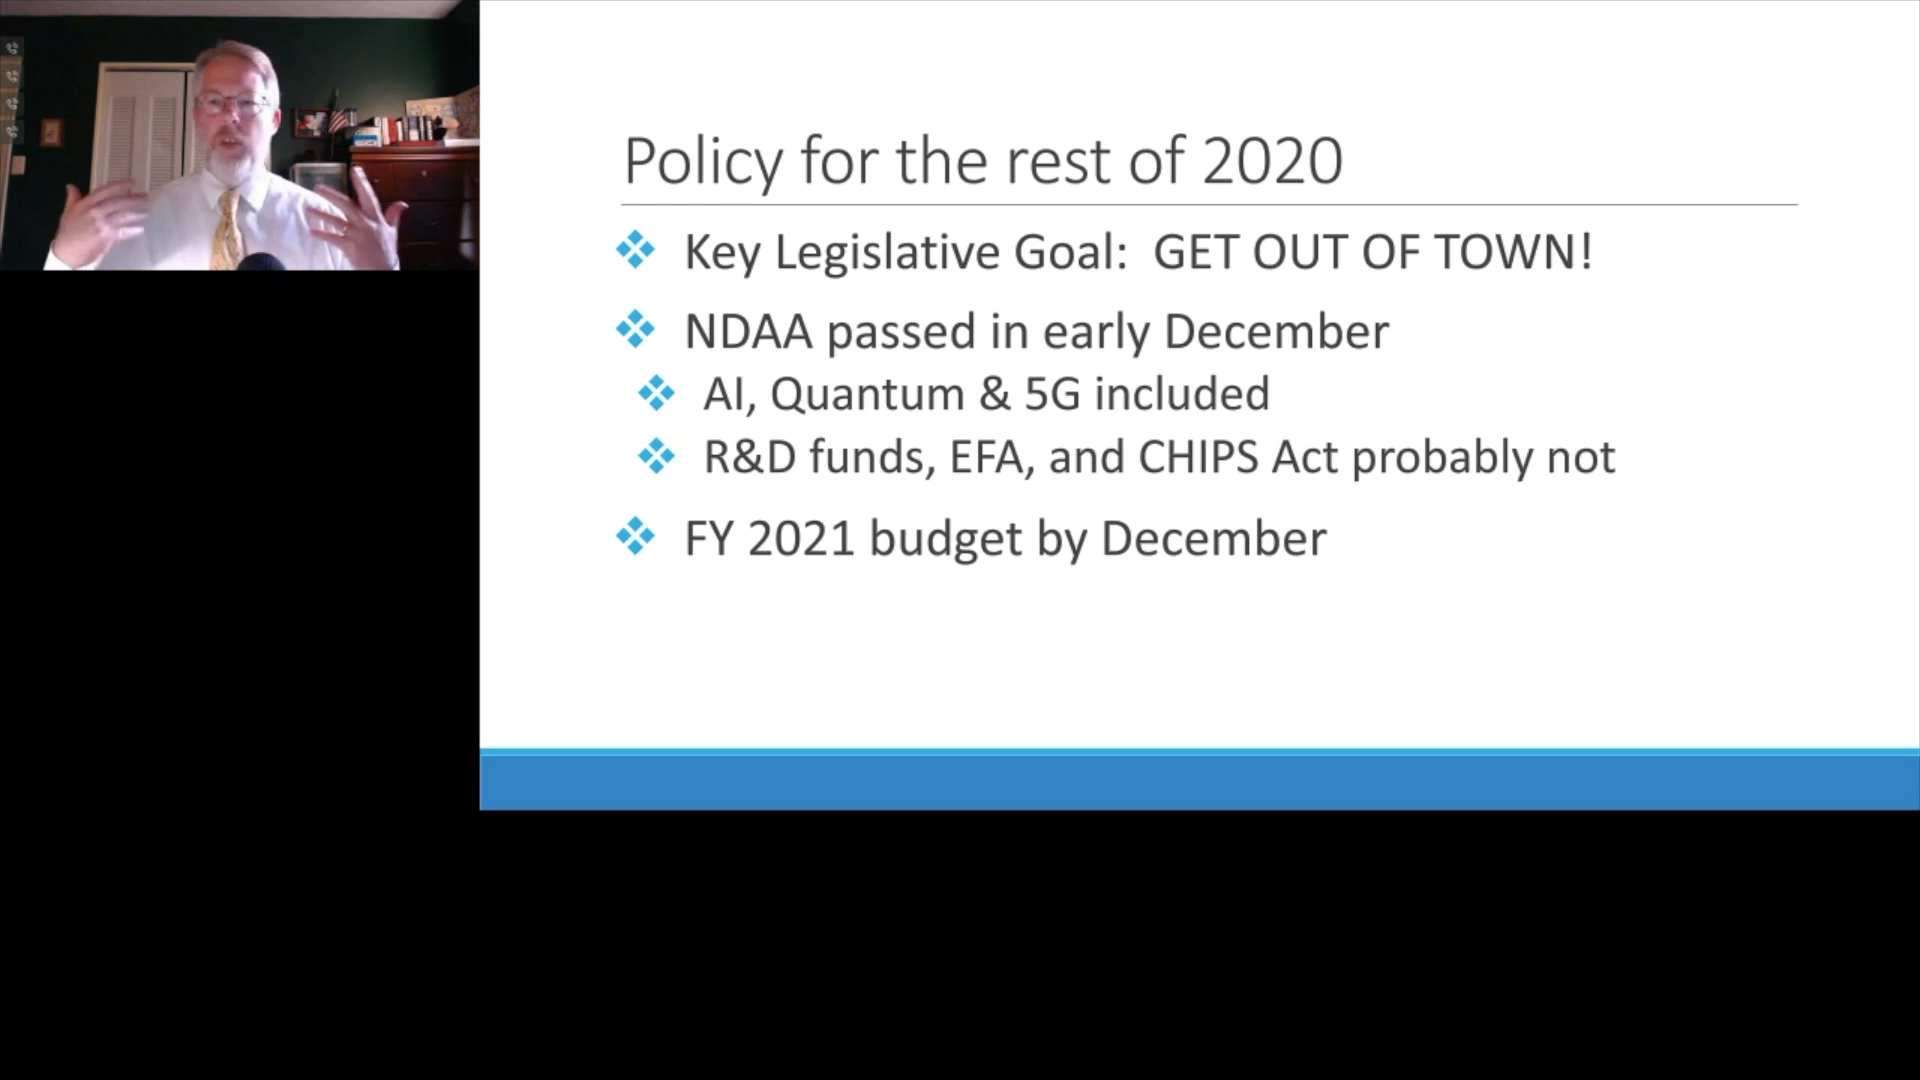 Policy for the rest of 2020
Key Legislative Goal: GET OUT OF TOWN!
NDAA passed in early December
AI, Quantum & 5G included
R&D funds, EFA, and CHIPS Act probably not
FY 2021 budget by December